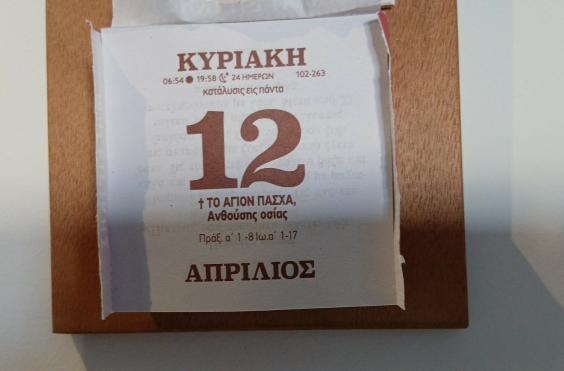 ΚΥΡΙΑΚΗ
06:54 19:58 24 ΗΜΕΡΩΝ 102-263
κατάλυσις εις πάντα
12
† ΤΟ ΑΓΙΟΝ ΠΑΣΧΑ,
Ανθούσης οσίας
Πράξ. α΄ 1 -8 Ιω.α΄ 1-17
ΑΠΡΙΛΙΟΣ